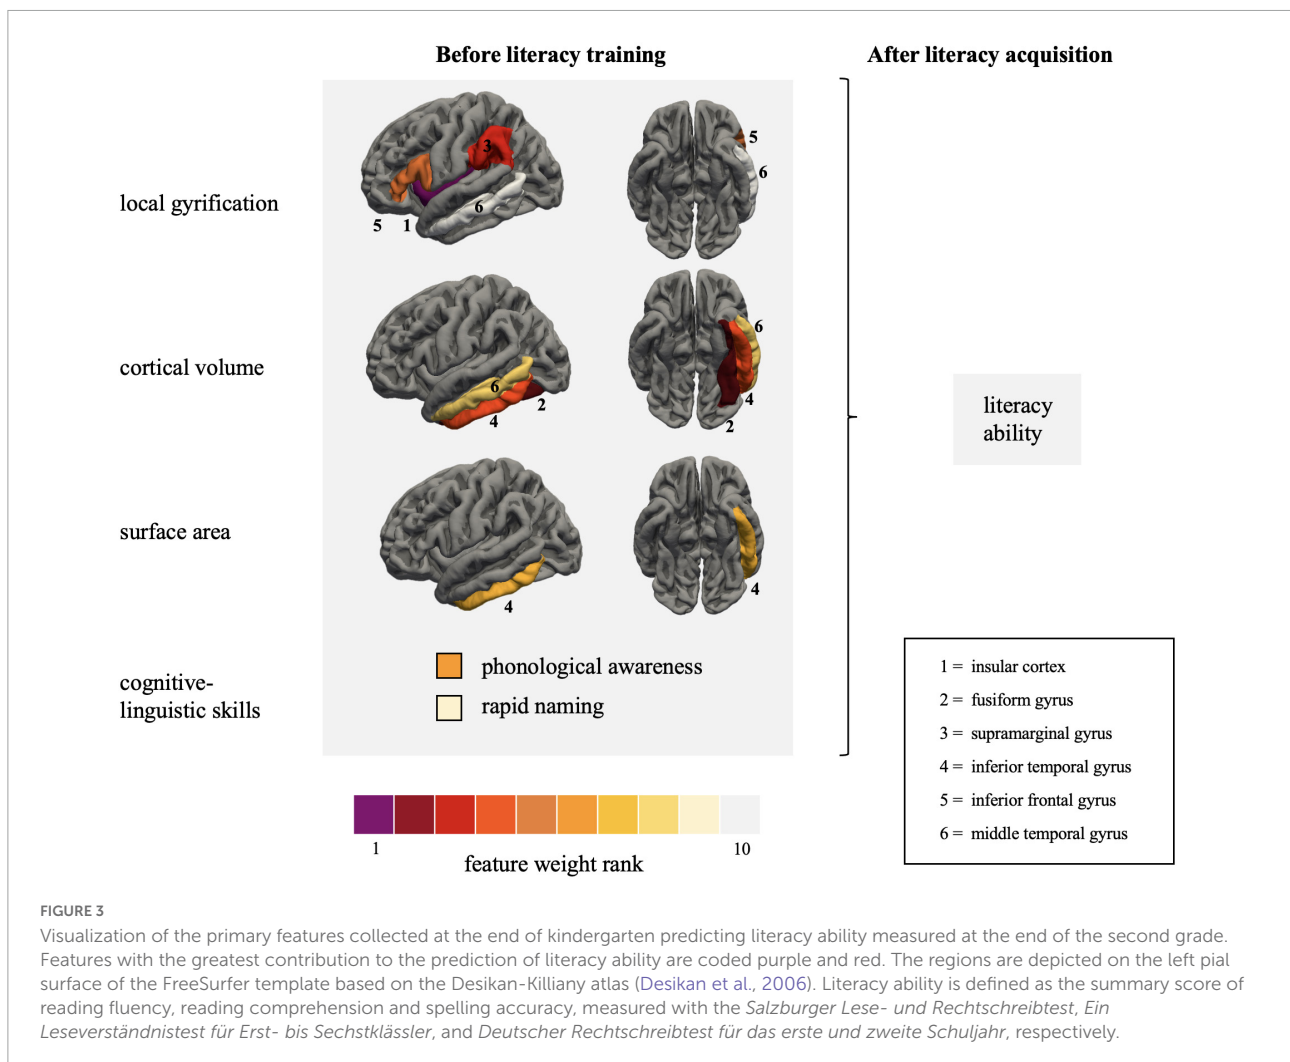 Before literacy training
After literacy acquisition
local gyrification
3
6
5
1
5
6
cortical volume
6
2
4
6
4
2
literacy
ability
surface area
4
4
cognitive-
linguistic skills
phonological awareness
rapid naming
1
10
feature weight rank
1 = insular cortex
2 = fusiform gyrus
3 = supramarginal gyrus
4 = inferior temporal gyrus
5 = inferior frontal gyrus
6 = middle temporal gyrus
FIGURE 3
Visualization of the primary features collected at the end of kindergarten predicting literacy ability measured at the end of the second grade.
Features with the greatest contribution to the prediction of literacy ability are coded purple and red. The regions are depicted on the left pial
surface of the FreeSurfer template based on the Desikan-Killiany atlas (Desikan et al., 2006). Literacy ability is defined as the summary score of
reading fluency, reading comprehension and spelling accuracy, measured with the Salzburger Lese- und Rechtschreibtest, Ein
Leseverständnistest für Erst- bis Sechstklässler, and Deutscher Rechtschreibtest für das erste und zweite Schuljahr, respectively.